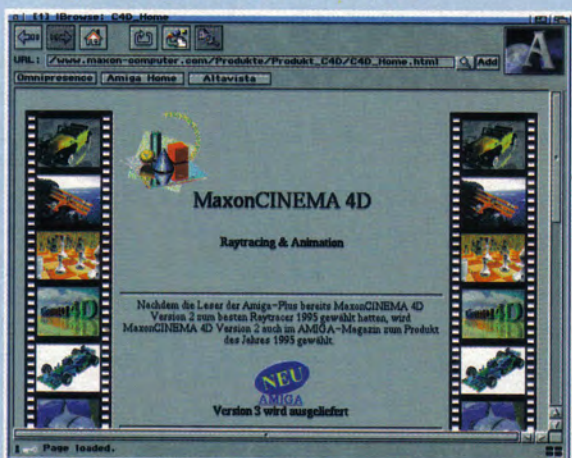 [1] IBrowse: C4D_Home
URL: /www.maxon-computer.com/Produkte/Produkt_C4D/C4D_Home.html
Add
A
Omnipresence
Amiga Home
Altavista
MaxonCINEMA 4D
Raytracing & Animation
Nachdem die Leser der Amiga-Plus bereits MaxonCINEMA 4D
Version 2 zum besten Raytracer 1995 gewählt hatten, wird
MaxonCINEMA 4D Version 2 auch im AMIGA-Magazin zum Produkt
des Jahres 1995 gewählt.
NEU
AMIGA
Version 3 wird ausgeliefert
Page loaded.